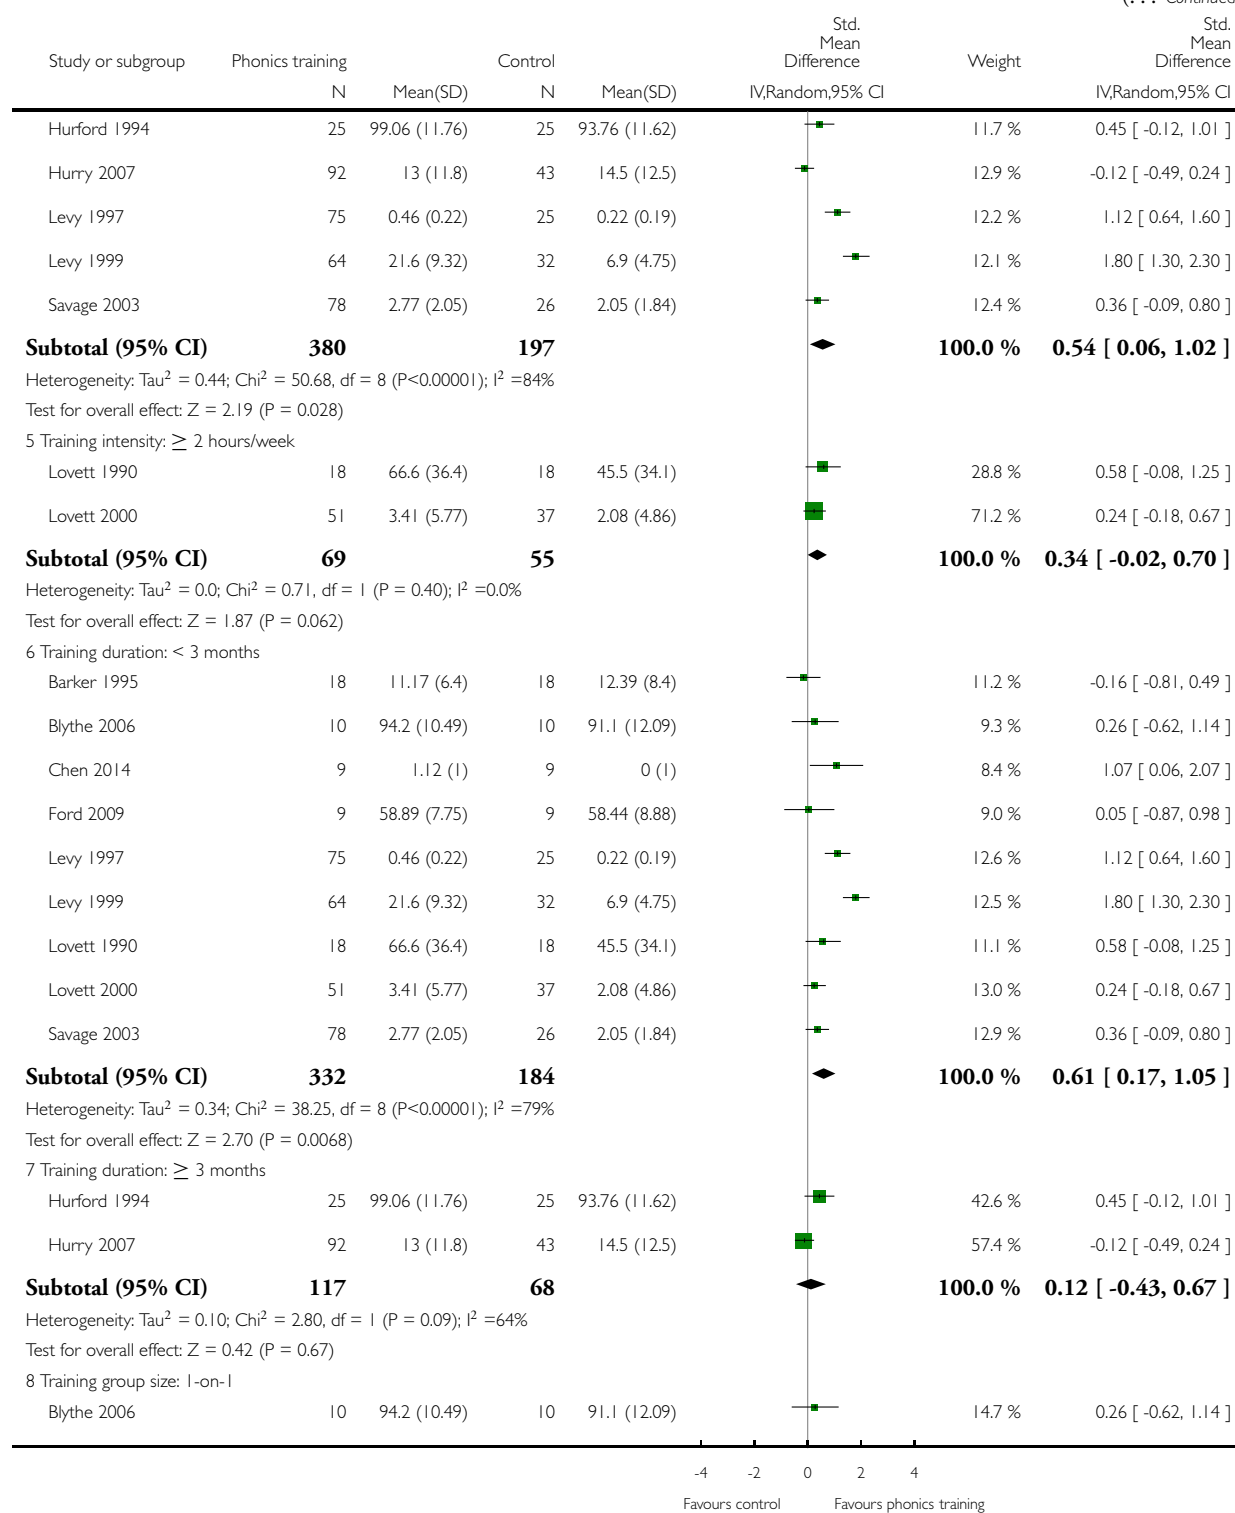 (. . . Continued
Std. Mean Difference Std. Mean Difference
Study or subgroup Phonics training Control Weight
N Mean(SD) N Mean(SD) IV,Random,95% CI IV,Random,95% CI
Hurford 1994 25 99.06 (11.76) 25 93.76 (11.62) 11.7 % 0.45 [ -0.12, 1.01 ]
Hurry 2007 92 13 (11.8) 43 14.5 (12.5) 12.9 % -0.12 [ -0.49, 0.24 ]
Levy 1997 75 0.46 (0.22) 25 0.22 (0.19) 12.2 % 1.12 [ 0.64, 1.60 ]
Levy 1999 64 21.6 (9.32) 32 6.9 (4.75) 12.1 % 1.80 [ 1.30, 2.30 ]
Savage 2003 78 2.77 (2.05) 26 2.05 (1.84) 12.4 % 0.36 [ -0.09, 0.80 ]
Subtotal (95% CI) 380 197 100.0 % 0.54 [ 0.06, 1.02 ]
Heterogeneity: Tau² = 0.44; Chi² = 50.68, df = 8 (P<0.00001); I² =84%
Test for overall effect: Z = 2.19 (P = 0.028)
5 Training intensity: ≥ 2 hours/week
Lovett 1990 18 66.6 (36.4) 18 45.5 (34.1) 28.8 % 0.58 [ -0.08, 1.25 ]
Lovett 2000 51 3.41 (5.77) 37 2.08 (4.86) 71.2 % 0.24 [ -0.18, 0.67 ]
Subtotal (95% CI) 69 55 100.0 % 0.34 [ -0.02, 0.70 ]
Heterogeneity: Tau² = 0.0; Chi² = 0.71, df = 1 (P = 0.40); I² =0.0%
Test for overall effect: Z = 1.87 (P = 0.062)
6 Training duration: < 3 months
Barker 1995 18 11.17 (6.4) 18 12.39 (8.4) 11.2 % -0.16 [ -0.81, 0.49 ]
Blythe 2006 10 94.2 (10.49) 10 91.1 (12.09) 9.3 % 0.26 [ -0.62, 1.14 ]
Chen 2014 9 1.12 (1) 9 0 (1) 8.4 % 1.07 [ 0.06, 2.07 ]
Ford 2009 9 58.89 (7.75) 9 58.44 (8.88) 9.0 % 0.05 [ -0.87, 0.98 ]
Levy 1997 75 0.46 (0.22) 25 0.22 (0.19) 12.6 % 1.12 [ 0.64, 1.60 ]
Levy 1999 64 21.6 (9.32) 32 6.9 (4.75) 12.5 % 1.80 [ 1.30, 2.30 ]
Lovett 1990 18 66.6 (36.4) 18 45.5 (34.1) 11.1 % 0.58 [ -0.08, 1.25 ]
Lovett 2000 51 3.41 (5.77) 37 2.08 (4.86) 13.0 % 0.24 [ -0.18, 0.67 ]
Savage 2003 78 2.77 (2.05) 26 2.05 (1.84) 12.9 % 0.36 [ -0.09, 0.80 ]
Subtotal (95% CI) 332 184 100.0 % 0.61 [ 0.17, 1.05 ]
Heterogeneity: Tau² = 0.34; Chi² = 38.25, df = 8 (P<0.00001); I² =79%
Test for overall effect: Z = 2.70 (P = 0.0068)
7 Training duration: ≥ 3 months
Hurford 1994 25 99.06 (11.76) 25 93.76 (11.62) 42.6 % 0.45 [ -0.12, 1.01 ]
Hurry 2007 92 13 (11.8) 43 14.5 (12.5) 57.4 % -0.12 [ -0.49, 0.24 ]
Subtotal (95% CI) 117 68 100.0 % 0.12 [ -0.43, 0.67 ]
Heterogeneity: Tau² = 0.10; Chi² = 2.80, df = 1 (P = 0.09); I² =64%
Test for overall effect: Z = 0.42 (P = 0.67)
8 Training group size: 1-on-1
Blythe 2006 10 94.2 (10.49) 10 91.1 (12.09) 14.7 % 0.26 [ -0.62, 1.14 ]
-4 -2 0 2 4
Favours control Favours phonics training